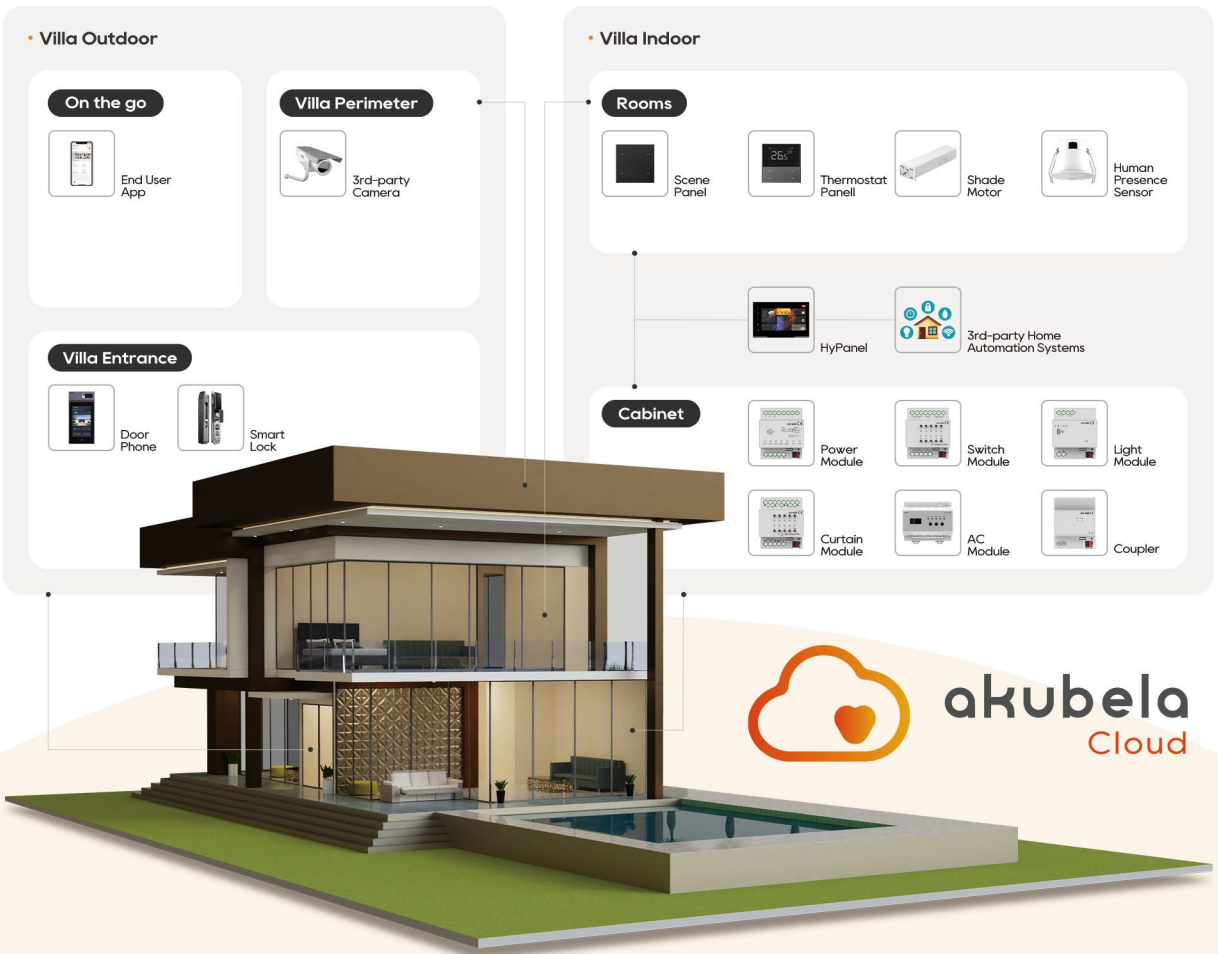 • Villa Outdoor
On the go
End User
App
Villa Perimeter
3rd-party
Camera
Villa Entrance
Door
Phone
Smart
Lock
• Villa Indoor
Rooms
Scene
Panel
26.5
Thermostat
Panell
Shade
Motor
Human
Presence
Sensor
HyPanel
3rd-party Home
Automation Systems
Cabinet
Power
Module
Switch
Module
Light
Module
Curtain
Module
AC
Module
Coupler
akubela
Cloud